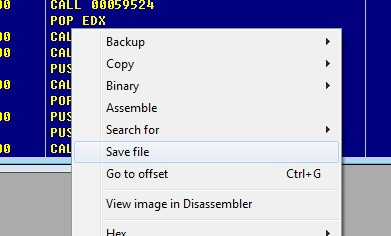 00 CALL 00059524
POP EDX
Backup
Copy
Binary
Assemble
Search for
Save file
Go to offset Ctrl+G
View image in Disassembler
Hex